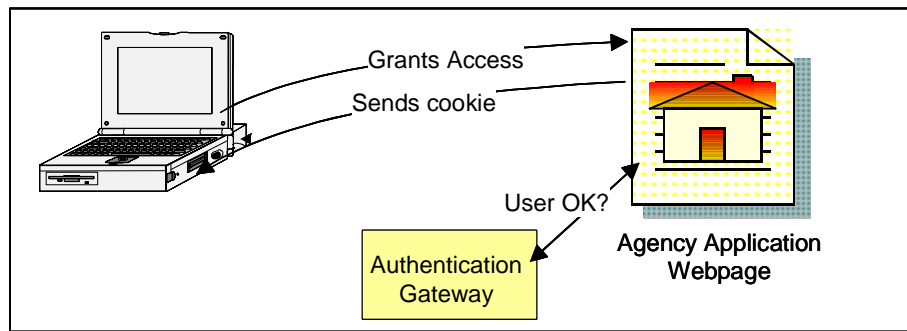 Grants Access
Sends cookie
User OK?
Authentication
Gateway
Agency Application
Webpage